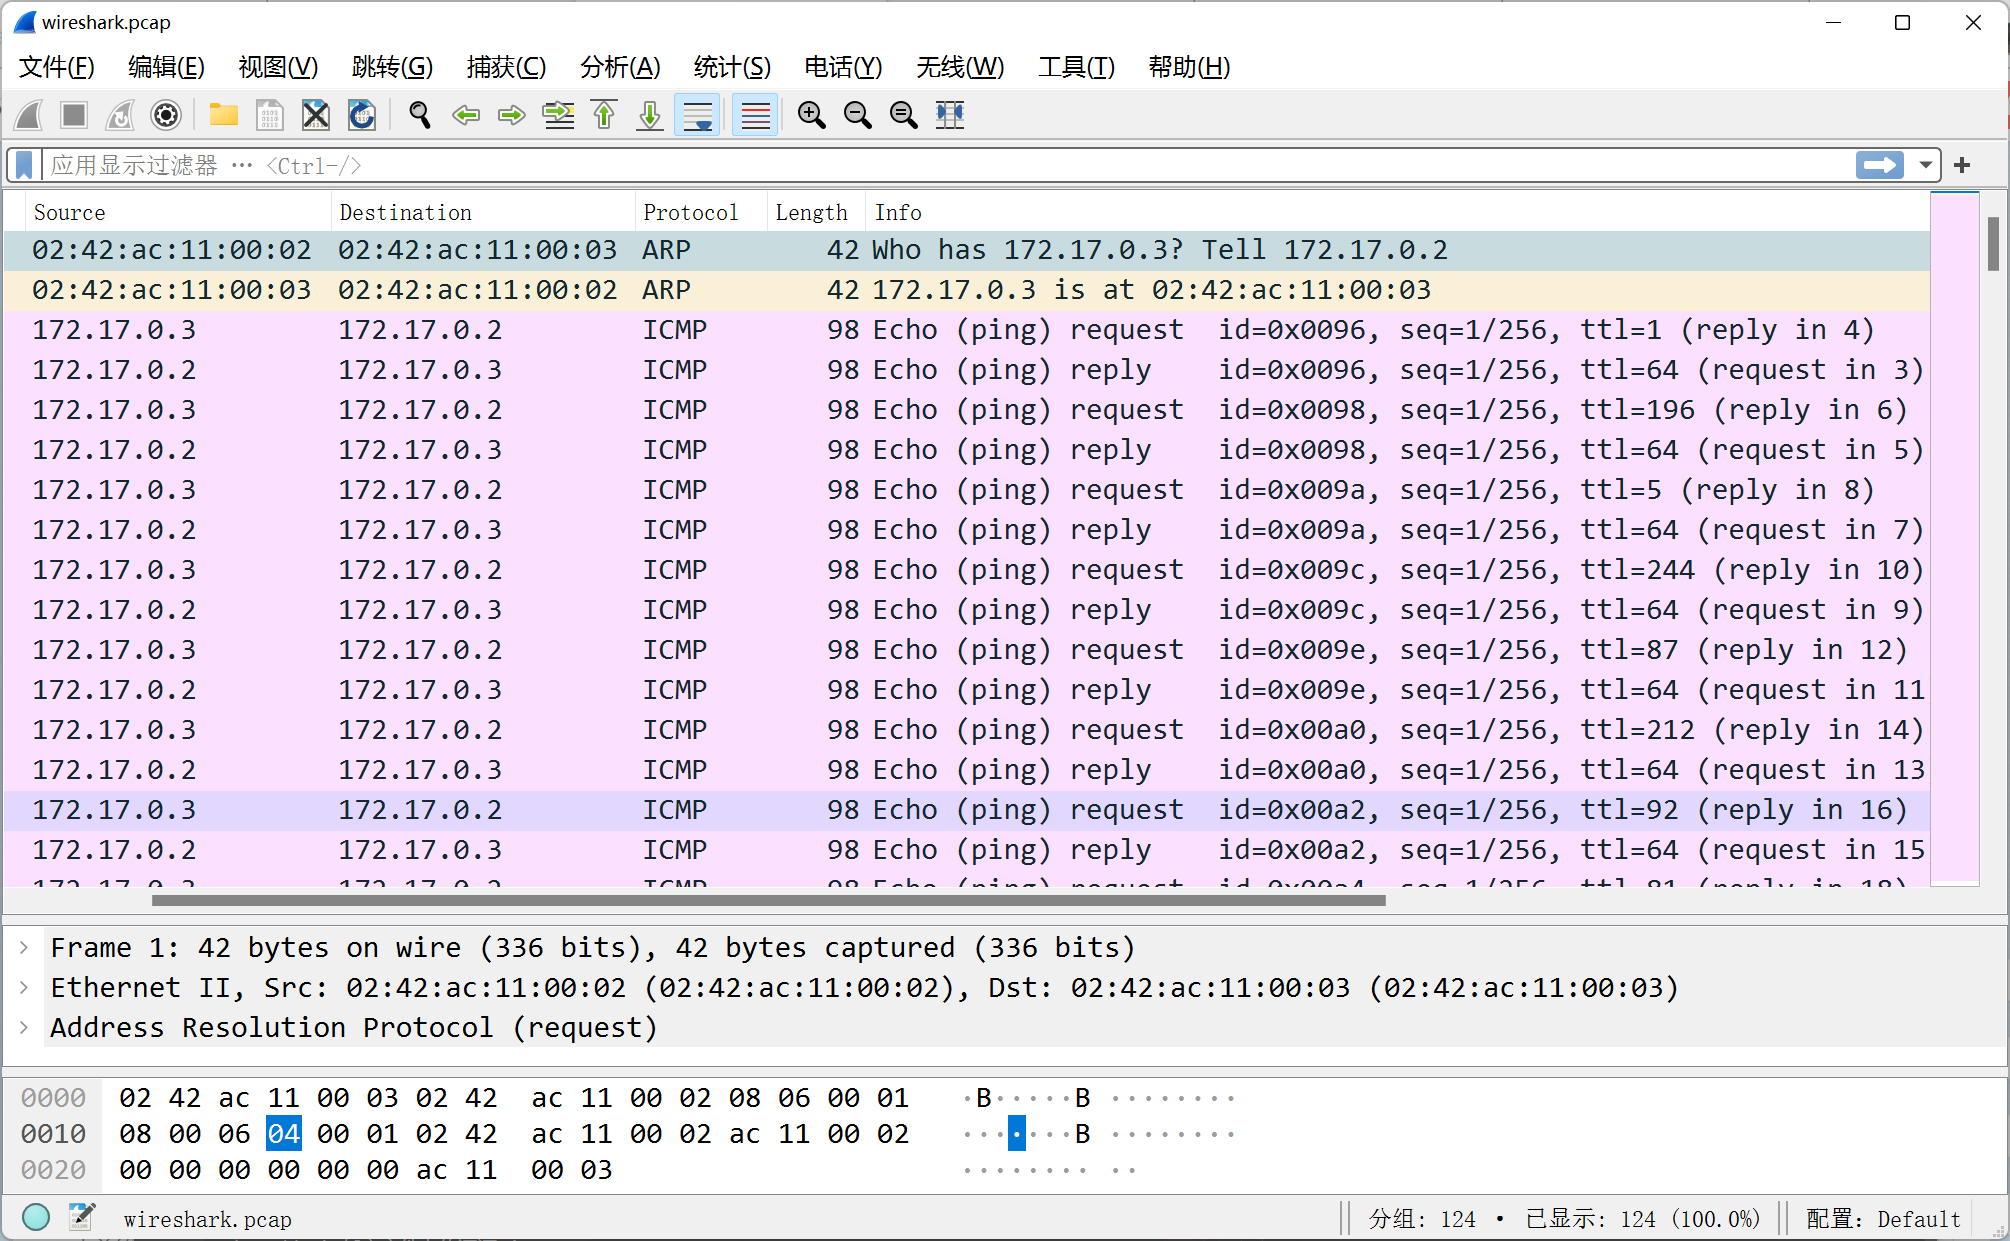 wireshark.pcap
文件(F) 编辑(E) 视图(V) 跳转(G) 捕获(C) 分析(A) 统计(S) 电话(Y) 无线(W) 工具(T) 帮助(H)
应用显示过滤器 … <Ctrl-/>
Source Destination Protocol Length Info
02:42:ac:11:00:02 02:42:ac:11:00:03 ARP 42 Who has 172.17.0.3? Tell 172.17.0.2
02:42:ac:11:00:03 02:42:ac:11:00:02 ARP 42 172.17.0.3 is at 02:42:ac:11:00:03
172.17.0.3 172.17.0.2 ICMP 98 Echo (ping) request id=0x0096, seq=1/256, ttl=1 (reply in 4)
172.17.0.2 172.17.0.3 ICMP 98 Echo (ping) reply id=0x0096, seq=1/256, ttl=64 (request in 3)
172.17.0.3 172.17.0.2 ICMP 98 Echo (ping) request id=0x0098, seq=1/256, ttl=196 (reply in 6)
172.17.0.2 172.17.0.3 ICMP 98 Echo (ping) reply id=0x0098, seq=1/256, ttl=64 (request in 5)
172.17.0.3 172.17.0.2 ICMP 98 Echo (ping) request id=0x009a, seq=1/256, ttl=5 (reply in 8)
172.17.0.2 172.17.0.3 ICMP 98 Echo (ping) reply id=0x009a, seq=1/256, ttl=64 (request in 7)
172.17.0.3 172.17.0.2 ICMP 98 Echo (ping) request id=0x009c, seq=1/256, ttl=244 (reply in 10)
172.17.0.2 172.17.0.3 ICMP 98 Echo (ping) reply id=0x009c, seq=1/256, ttl=64 (request in 9)
172.17.0.3 172.17.0.2 ICMP 98 Echo (ping) request id=0x009e, seq=1/256, ttl=87 (reply in 12)
172.17.0.2 172.17.0.3 ICMP 98 Echo (ping) reply id=0x009e, seq=1/256, ttl=64 (request in 11
172.17.0.3 172.17.0.2 ICMP 98 Echo (ping) request id=0x00a0, seq=1/256, ttl=212 (reply in 14)
172.17.0.2 172.17.0.3 ICMP 98 Echo (ping) reply id=0x00a0, seq=1/256, ttl=64 (request in 13
172.17.0.3 172.17.0.2 ICMP 98 Echo (ping) request id=0x00a2, seq=1/256, ttl=92 (reply in 16)
172.17.0.2 172.17.0.3 ICMP 98 Echo (ping) reply id=0x00a2, seq=1/256, ttl=64 (request in 15
Frame 1: 42 bytes on wire (336 bits), 42 bytes captured (336 bits)
Ethernet II, Src: 02:42:ac:11:00:02 (02:42:ac:11:00:02), Dst: 02:42:ac:11:00:03 (02:42:ac:11:00:03)
Address Resolution Protocol (request)
0000 02 42 ac 11 00 03 02 42 ac 11 00 02 08 06 00 01 ·B·····B ········
0010 08 00 06 04 00 01 02 42 ac 11 00 02 ac 11 00 02 ·······B ········
0020 00 00 00 00 00 00 ac 11 00 03 ········ ··
wireshark.pcap 分组: 124 · 已显示: 124 (100.0%) 配置: Default